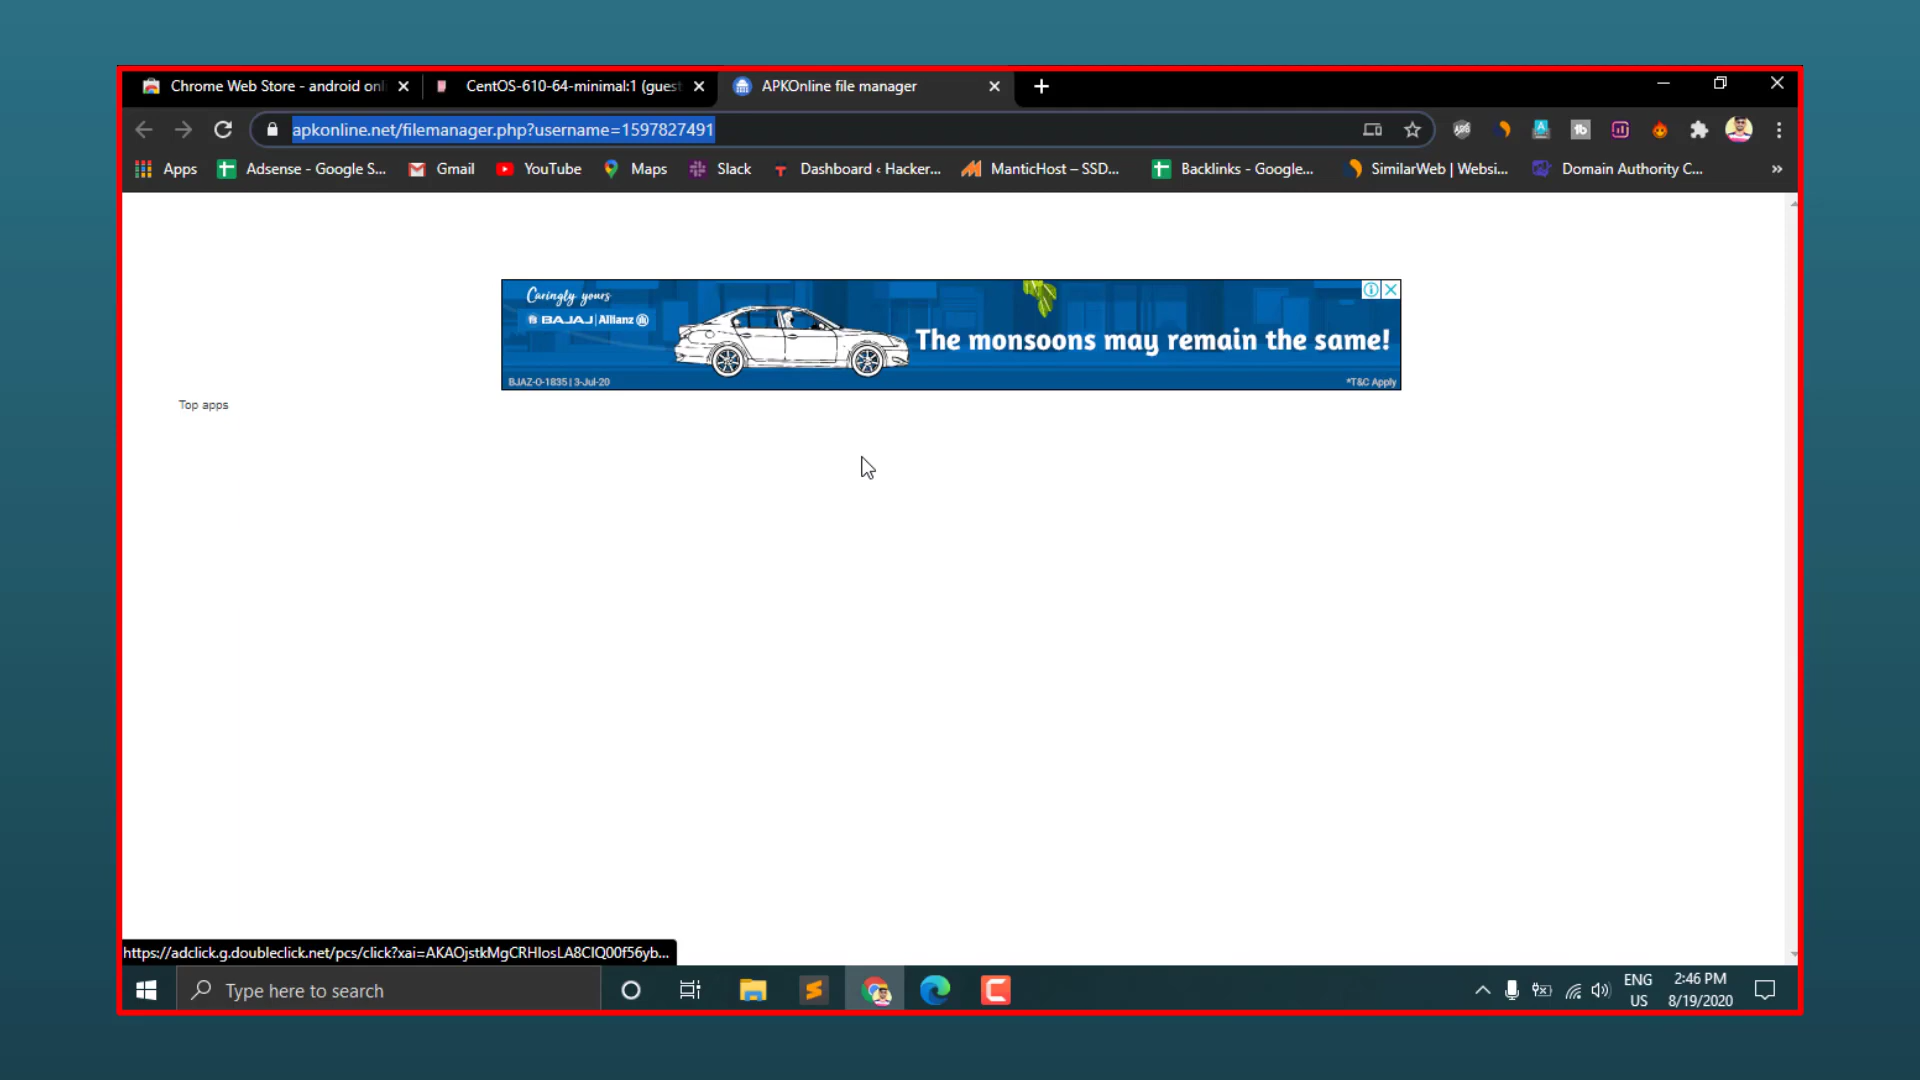 Chrome Web Store - android onl
CentOS-610-64-minimal:1 (guest
APKOnline file manager
apkonline.net/filemanager.php?username=1597827491
Apps
Adsense - Google S...
Gmail
YouTube
Maps
Slack
Dashboard ‹ Hacker...
ManticHost – SSD...
Backlinks - Google...
SimilarWeb | Websi...
Domain Authority C...
»
Caringly yours
BAJAJ | Allianz
The monsoons may remain the same!
BJAZ-O-1835 | 3-Jul-20
*T&C Apply
Top apps
https://adclick.g.doubleclick.net/pcs/click?xai=AKAOjstkMgCRHIosLA8CIQ00f56yb...
Type here to search
ENG
US
2:46 PM
8/19/2020